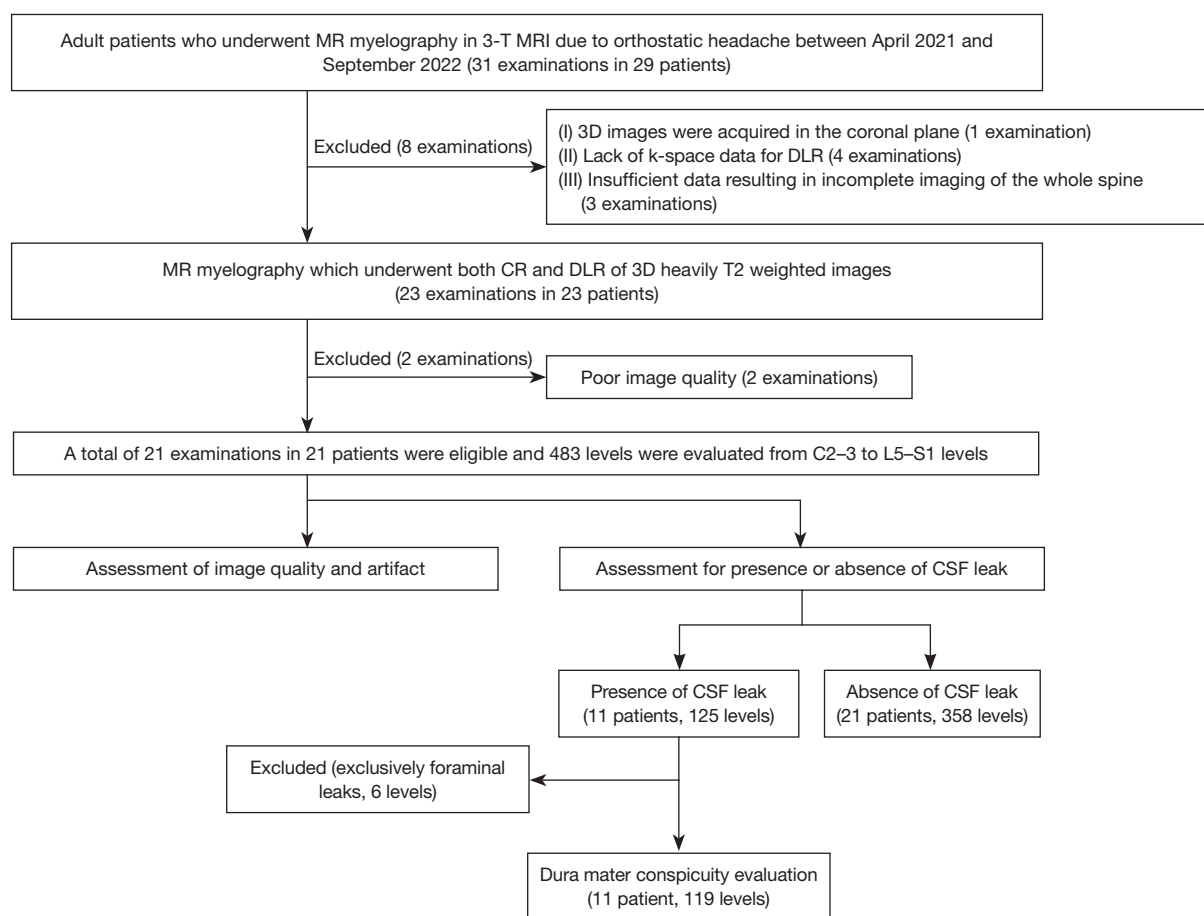 Adult patients who underwent MR myelography in 3-T MRI due to orthostatic headache between April 2021 and
September 2022 (31 examinations in 29 patients)
Excluded (8 examinations)
(I) 3D images were acquired in the coronal plane (1 examination)
(II) Lack of k-space data for DLR (4 examinations)
(III) Insufficient data resulting in incomplete imaging of the whole spine
(3 examinations)
MR myelography which underwent both CR and DLR of 3D heavily T2 weighted images
(23 examinations in 23 patients)
Excluded (2 examinations)
Poor image quality (2 examinations)
A total of 21 examinations in 21 patients were eligible and 483 levels were evaluated from C2–3 to L5–S1 levels
Assessment of image quality and artifact
Assessment for presence or absence of CSF leak
Presence of CSF leak
(11 patients, 125 levels)
Absence of CSF leak
(21 patients, 358 levels)
Excluded (exclusively foraminal
leaks, 6 levels)
Dura mater conspicuity evaluation
(11 patient, 119 levels)